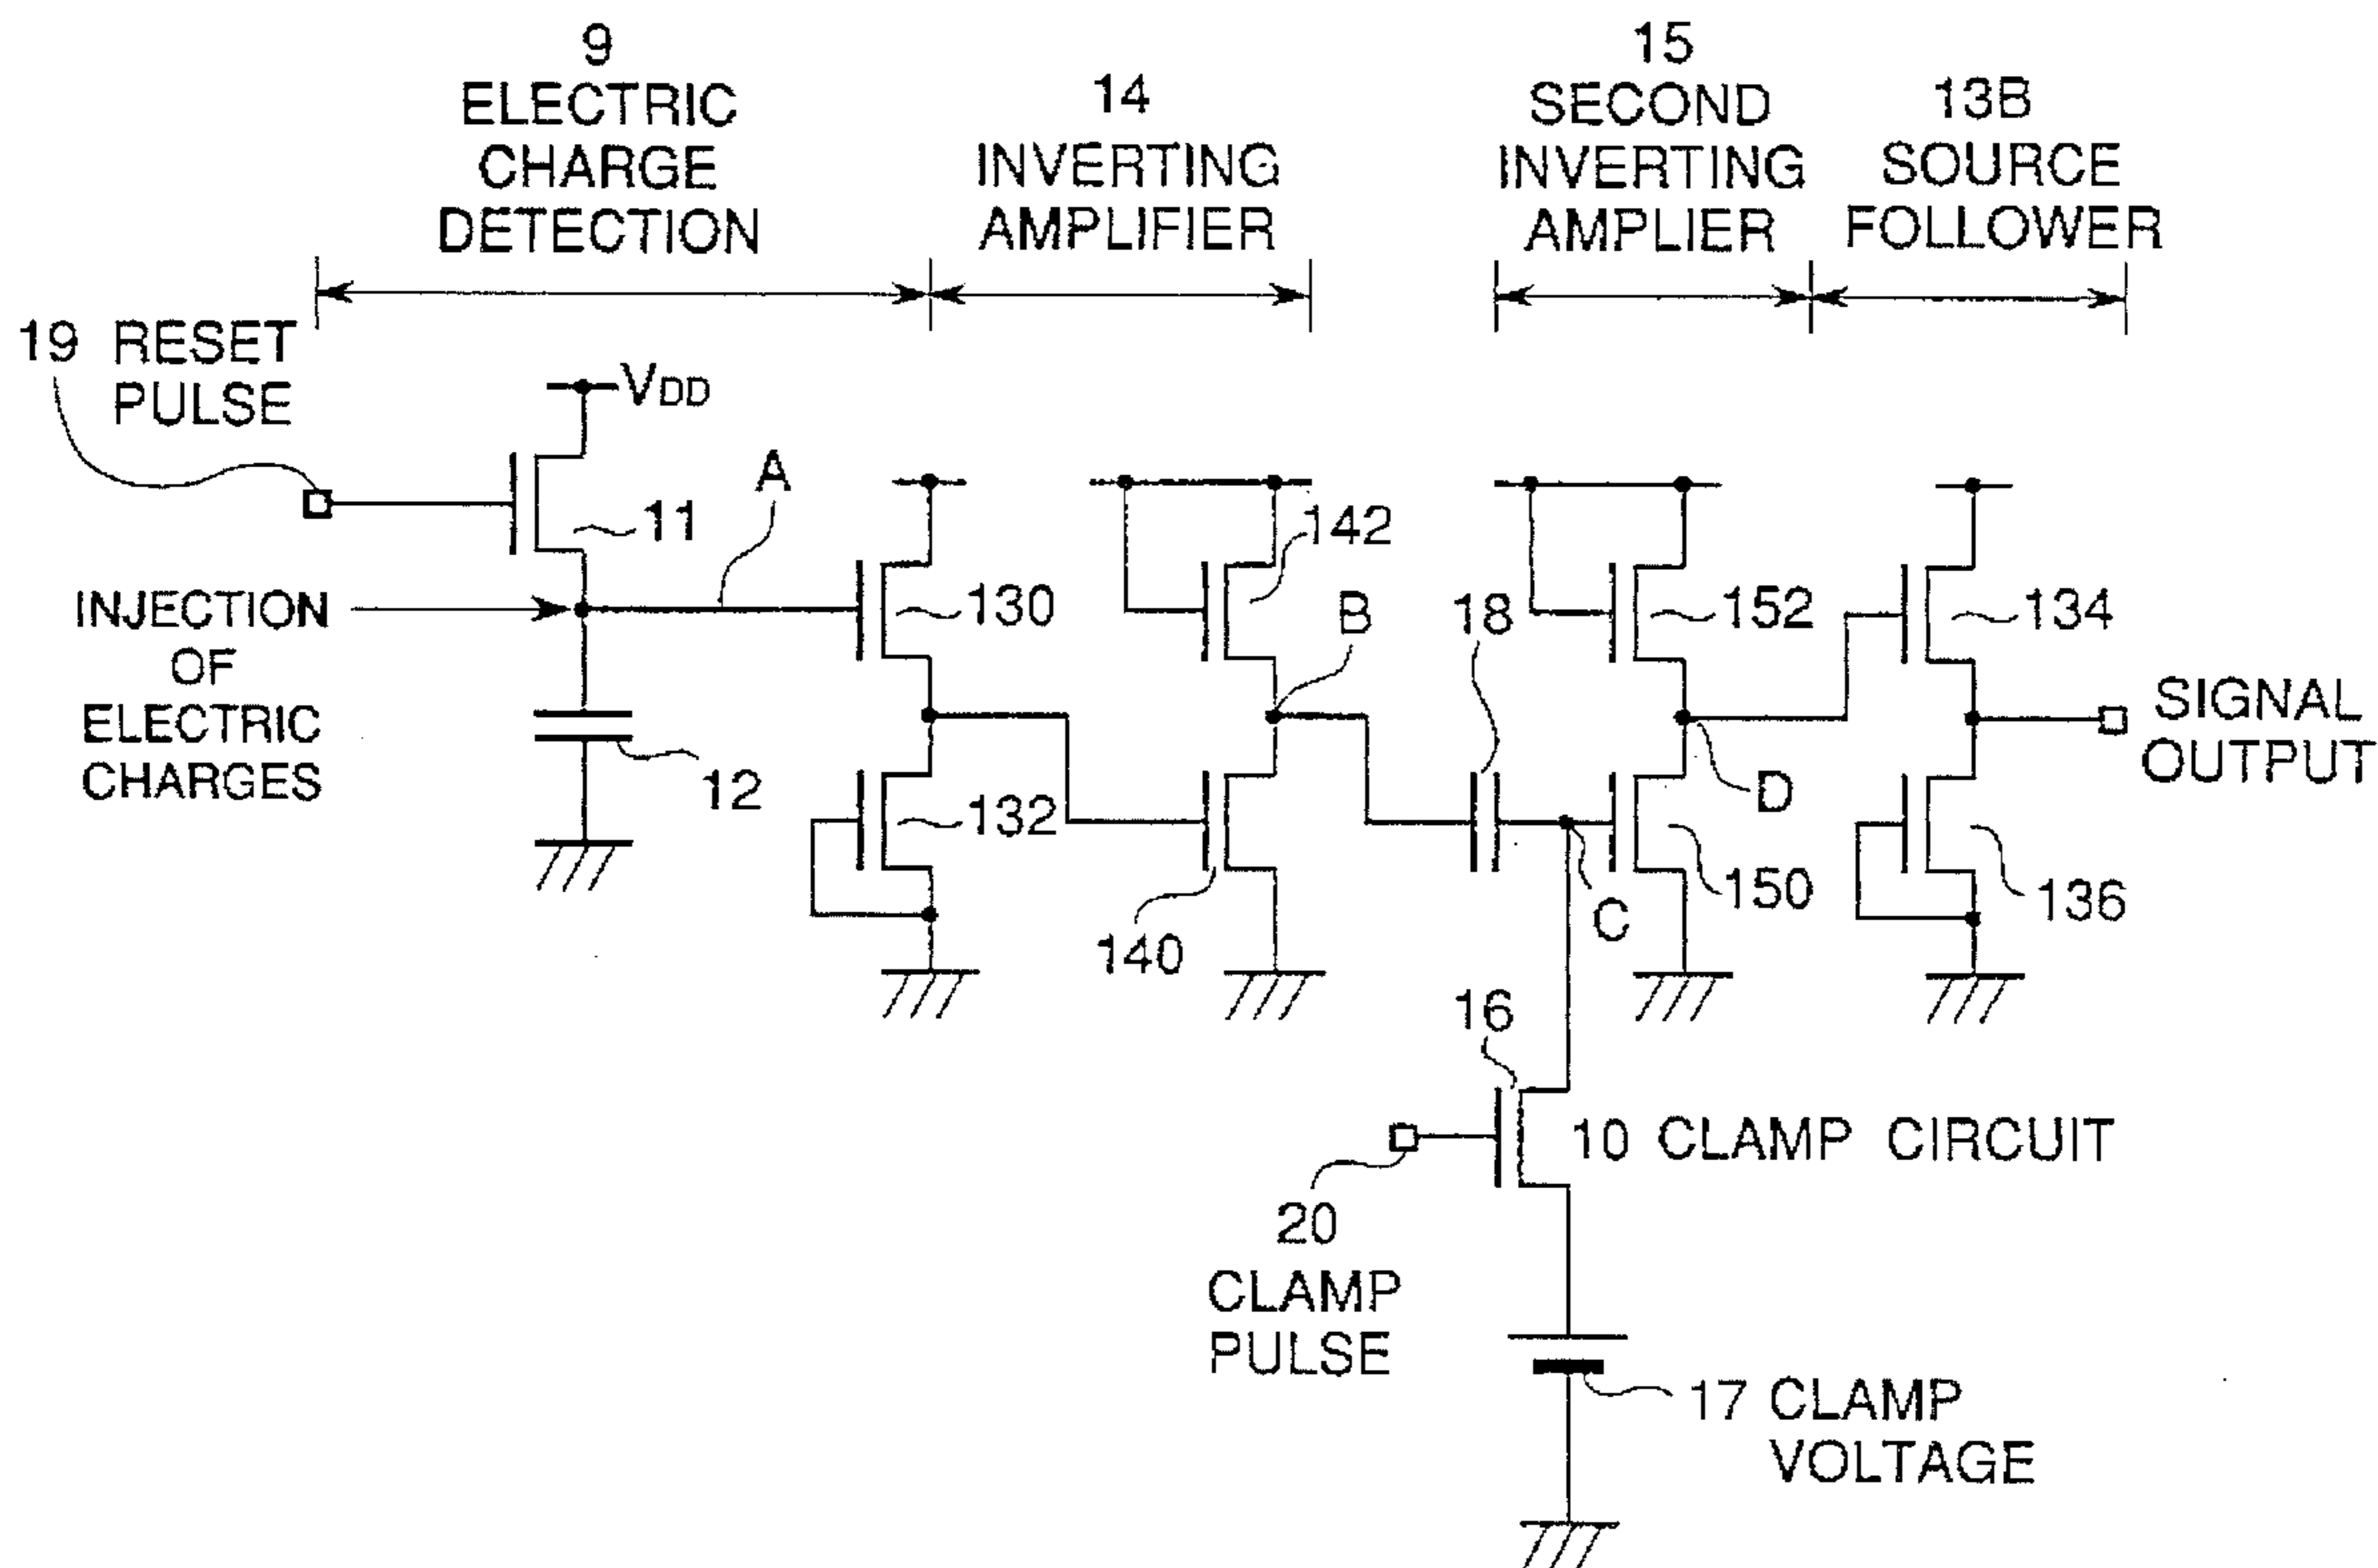 9
ELECTRIC
CHARGE
DETECTION
14
INVERTING
AMPLIFIER
15
SECOND
INVERTING
AMPLIER
13B
SOURCE
FOLLOWER
19 RESET
PULSE
VDD
11
A
INJECTION
OF
ELECTRIC
CHARGES
12
130
132
142
B
140
18
152
D
150
C
134
136
SIGNAL
OUTPUT
16
10 CLAMP CIRCUIT
20
CLAMP
PULSE
17 CLAMP
VOLTAGE